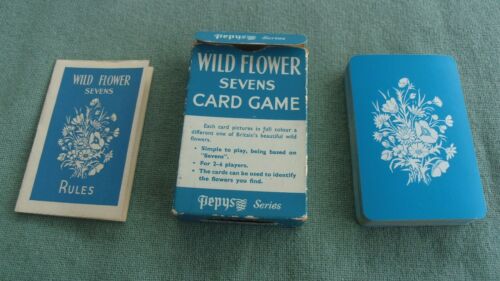 WILD FLOWER
SEVENS
RULES
Pepys Series
WILD FLOWER
SEVENS
CARD GAME
Each card pictures in full colour a
different one of Britain's beautiful wild
flowers.
• Simple to play, being based on
"Sevens".
• For 2-6 players.
• The cards can be used to identify
the flowers you find.
Pepys Series